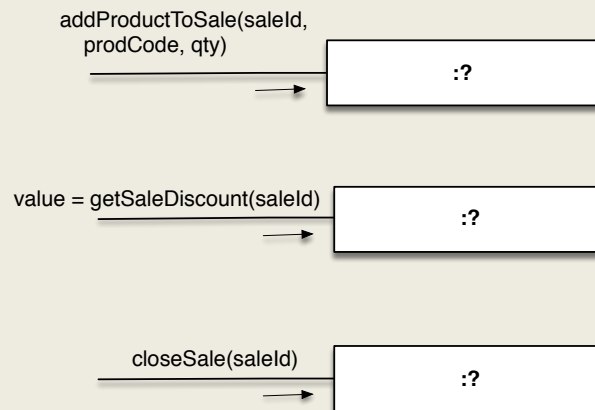 addProductToSale(saleId,
prodCode, qty)
:?
value = getSaleDiscount(saleId)
:?
closeSale(saleId)
:?